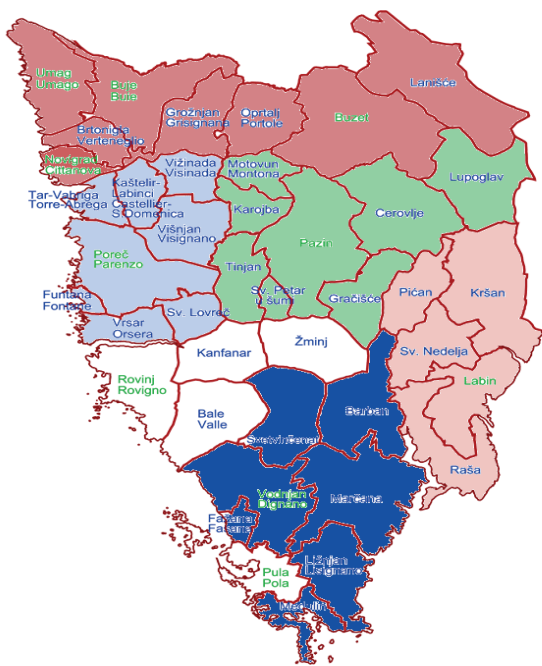 Lanišće
Umag
Umago
Buje
Buie
Grožnjan
Grisignana
Oprtalj
Portole
Buzet
Brtonigla
Verteneglio
Novigrad
Cittanova
Vižinada
Visinada
Motovun
Montona
Lupoglav
Kaštelir-
Labinci
Castellier-
S.Domenica
Tar-Vabriga
Torre-Abrega
Karojba
Cerovlje
Višnjan
Visignano
Pazin
Poreč
Parenzo
Tinjan
Sv. Petar
u šumi
Gračišće
Pićan
Kršan
Funtana
Fontane
Sv. Lovreč
Vrsar
Orsera
Kanfanar
Žminj
Sv. Nedelja
Rovinj
Rovigno
Labin
Bale
Valle
Barban
Svetvinčenat
Raša
Vodnjan
Dignano
Marčana
Fažana
Fasana
Ližnjan
Lisignano
Pula
Pola
Medulin